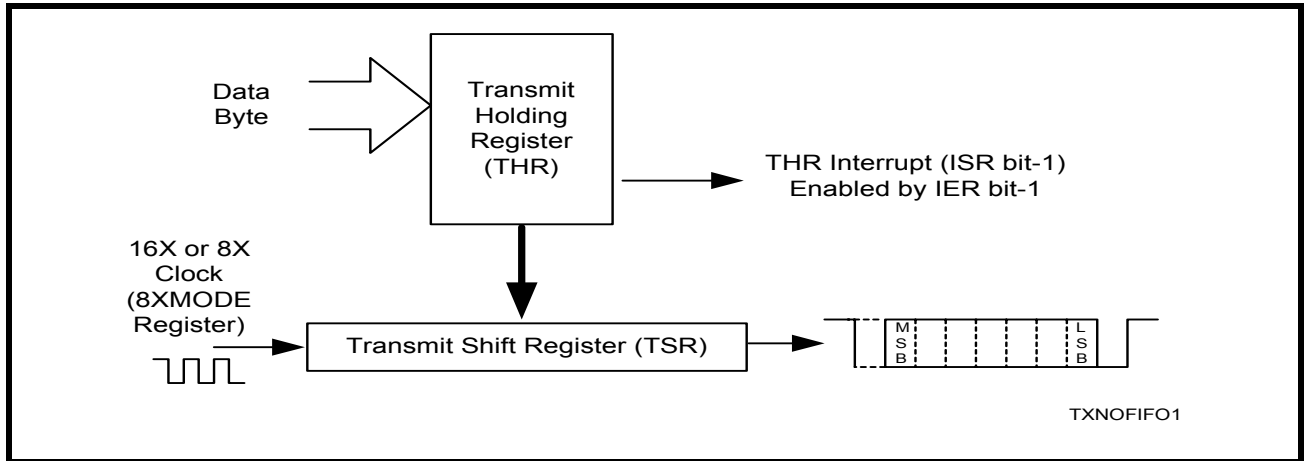 Data
Byte
Transmit
Holding
Register
(THR)
THR Interrupt (ISR bit-1)
Enabled by IER bit-1
16X or 8X
Clock
(8XMODE
Register)
Transmit Shift Register (TSR)
M
S
B
L
S
B
TXNOFIFO1